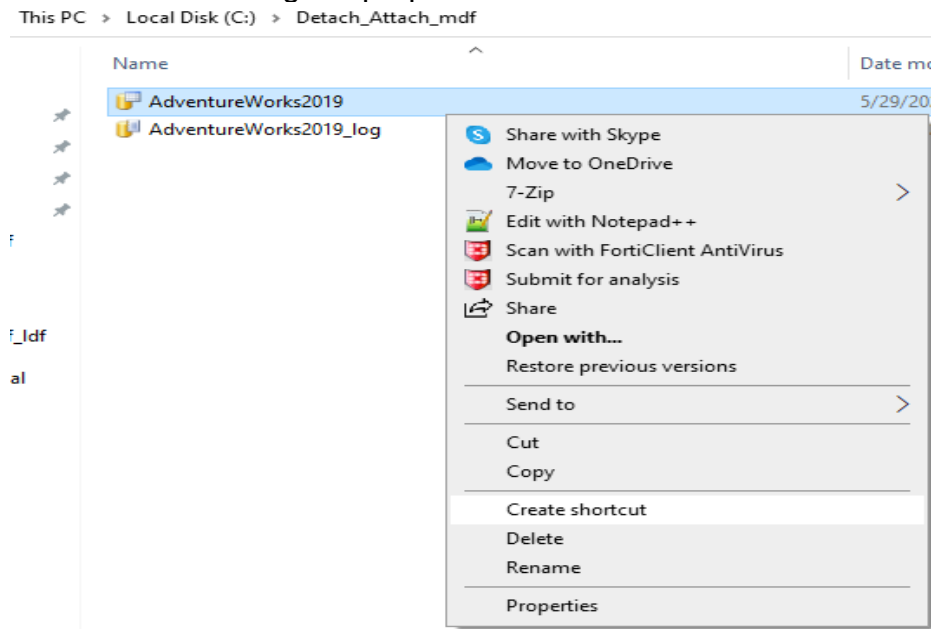 This PC > Local Disk (C:) > Detach_Attach_mdf
Name
Date mo
AdventureWorks2019
5/29/20
AdventureWorks2019_log
Share with Skype
Move to OneDrive
7-Zip
Edit with Notepad++
Scan with FortiClient AntiVirus
Submit for analysis
Share
f_ldf
Open with...
Restore previous versions
al
Send to
Cut
Copy
Create shortcut
Delete
Rename
Properties